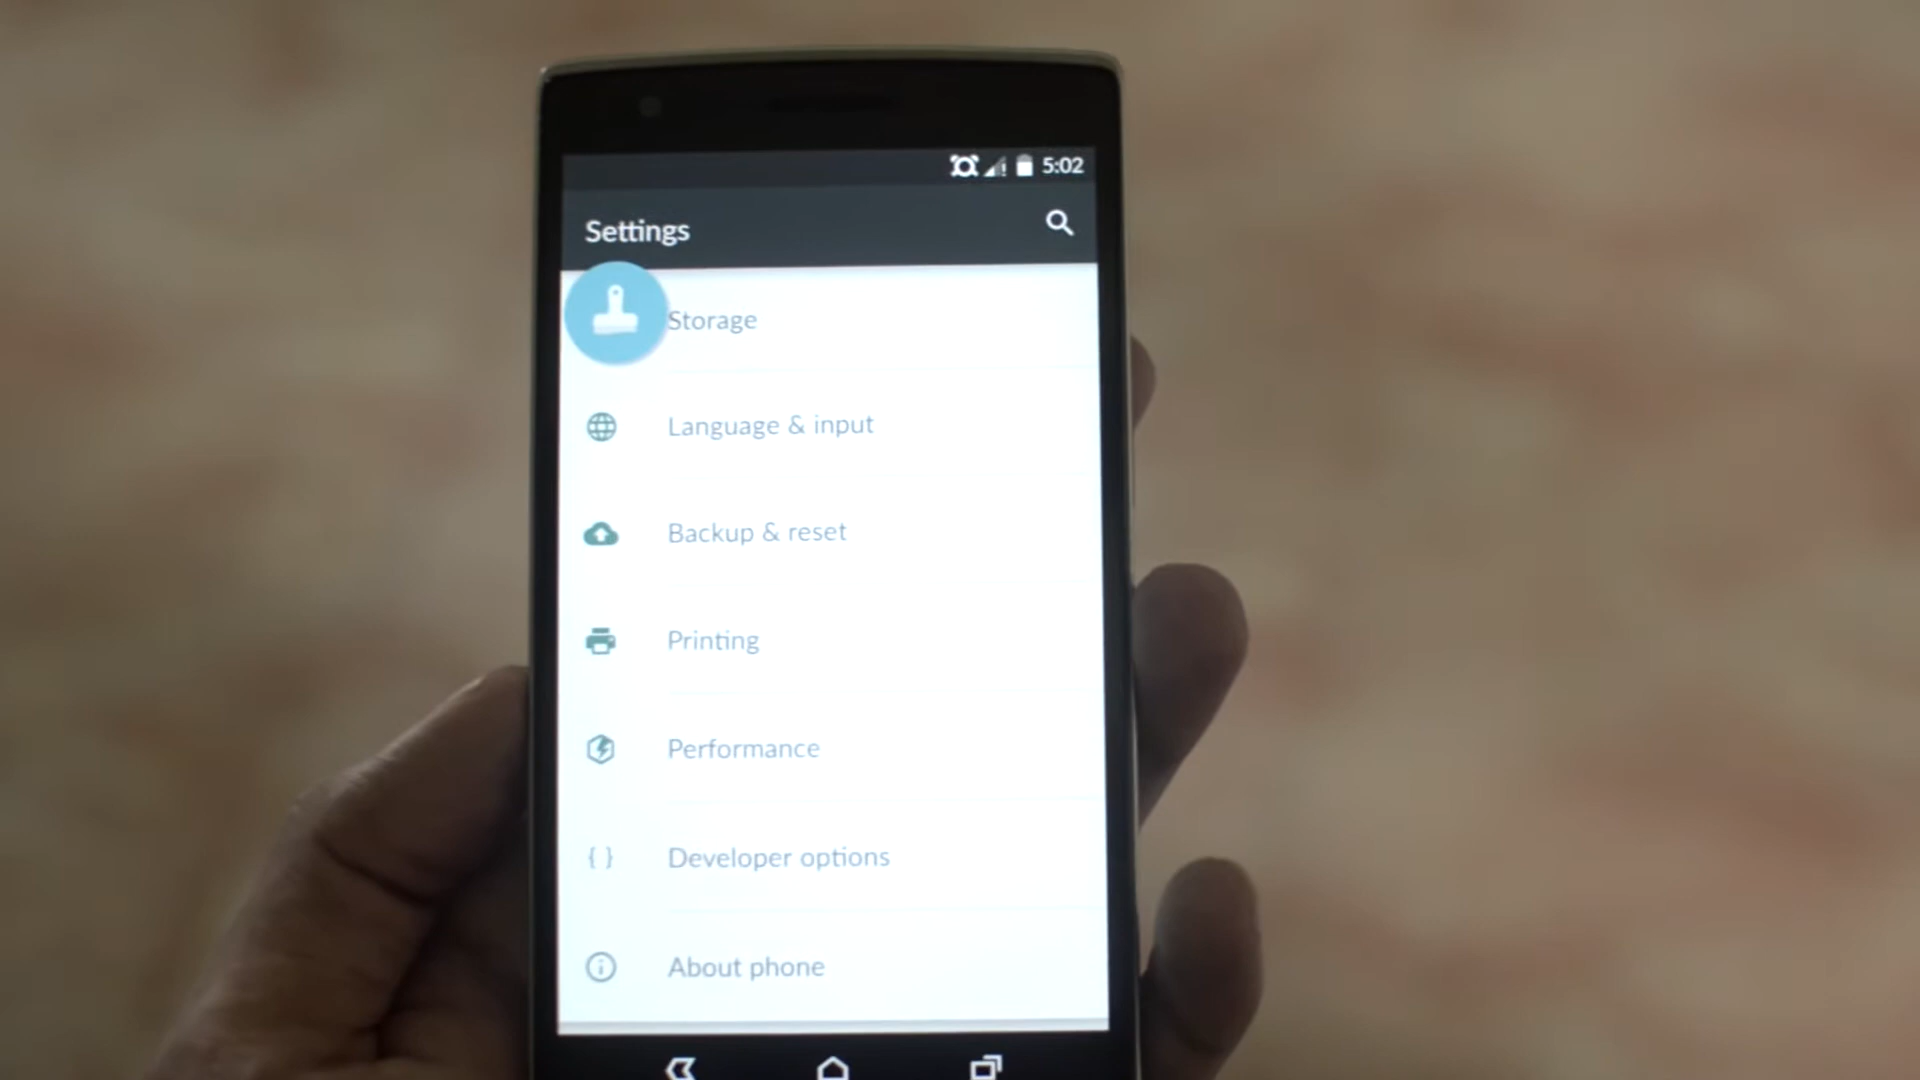 5:02
Settings
Storage
Language & input
Backup & reset
Printing
Performance
Developer options
About phone